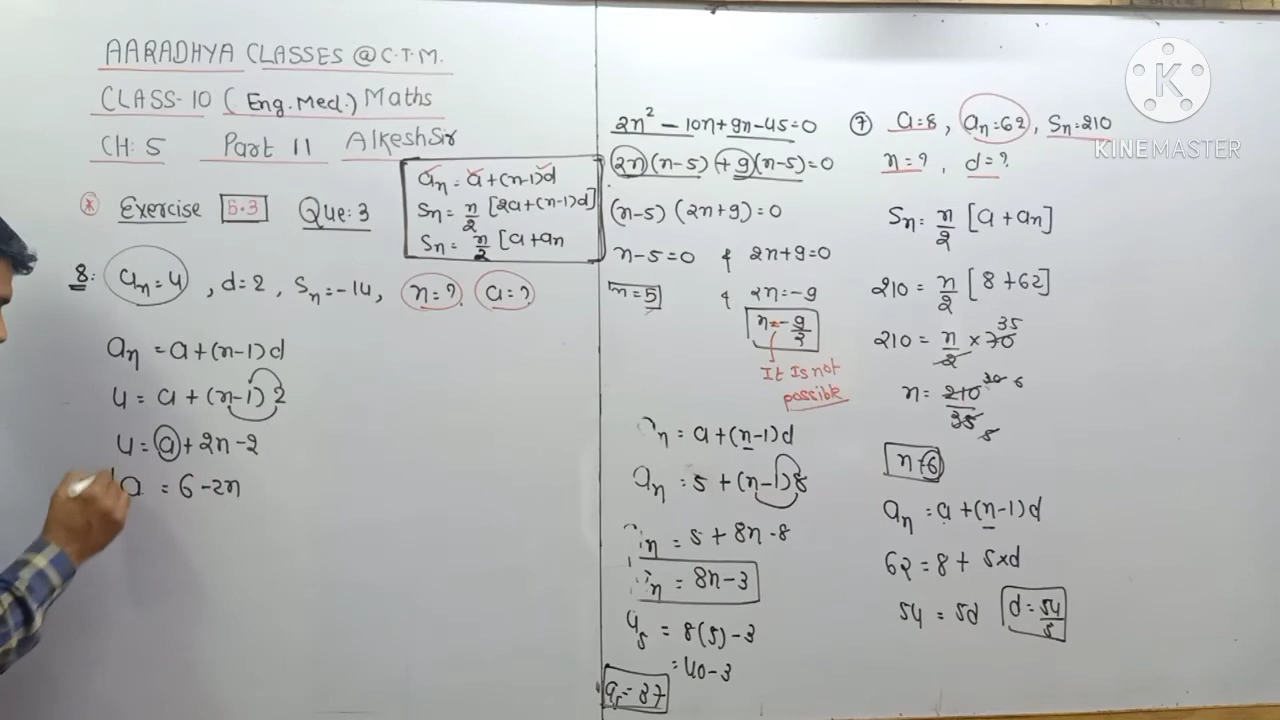 AARADHYA CLASSES @C.T.M.
CLASS-10 (Eng. Med.) Maths
CH: 5 Part 11 Alkesh Sir
* Exercise 5.3 Que: 3
an = a + (n-1)d
Sn = n/2 [2a + (n-1)d]
Sn = n/2 [a + an
8: an = 4, d = 2, Sn = -14, n = ? a = ?
an = a + (n-1)d
4 = a + (n-1) 2
4 = a + 2n - 2
a = 6 - 2n
2n² - 10n + 9n - 45 = 0
2n (n-5) + 9 (n-5) = 0
(n-5) (2n+9) = 0
n-5 = 0 & 2n+9 = 0
n = 5 & 2n = -9
n = -9/2
It Is not
possible
n = a + (n-1)d
an = 5 + (n-1) 8
n = 5 + 8n - 8
n = 8n - 3
a5 = 8(5) - 3
= 40 - 3
a5 = 37
7 a = 8, an = 62, Sn = 210
n = ?, d = ?
Sn = n/2 [a + an]
210 = n/2 [8 + 62]
210 = n/2 × 70 35
n = 210/35 30 6 5
n = 6
an = a + (n-1)d
62 = 8 + 5×d
54 = 5d d = 54/5
K
KINEMASTER